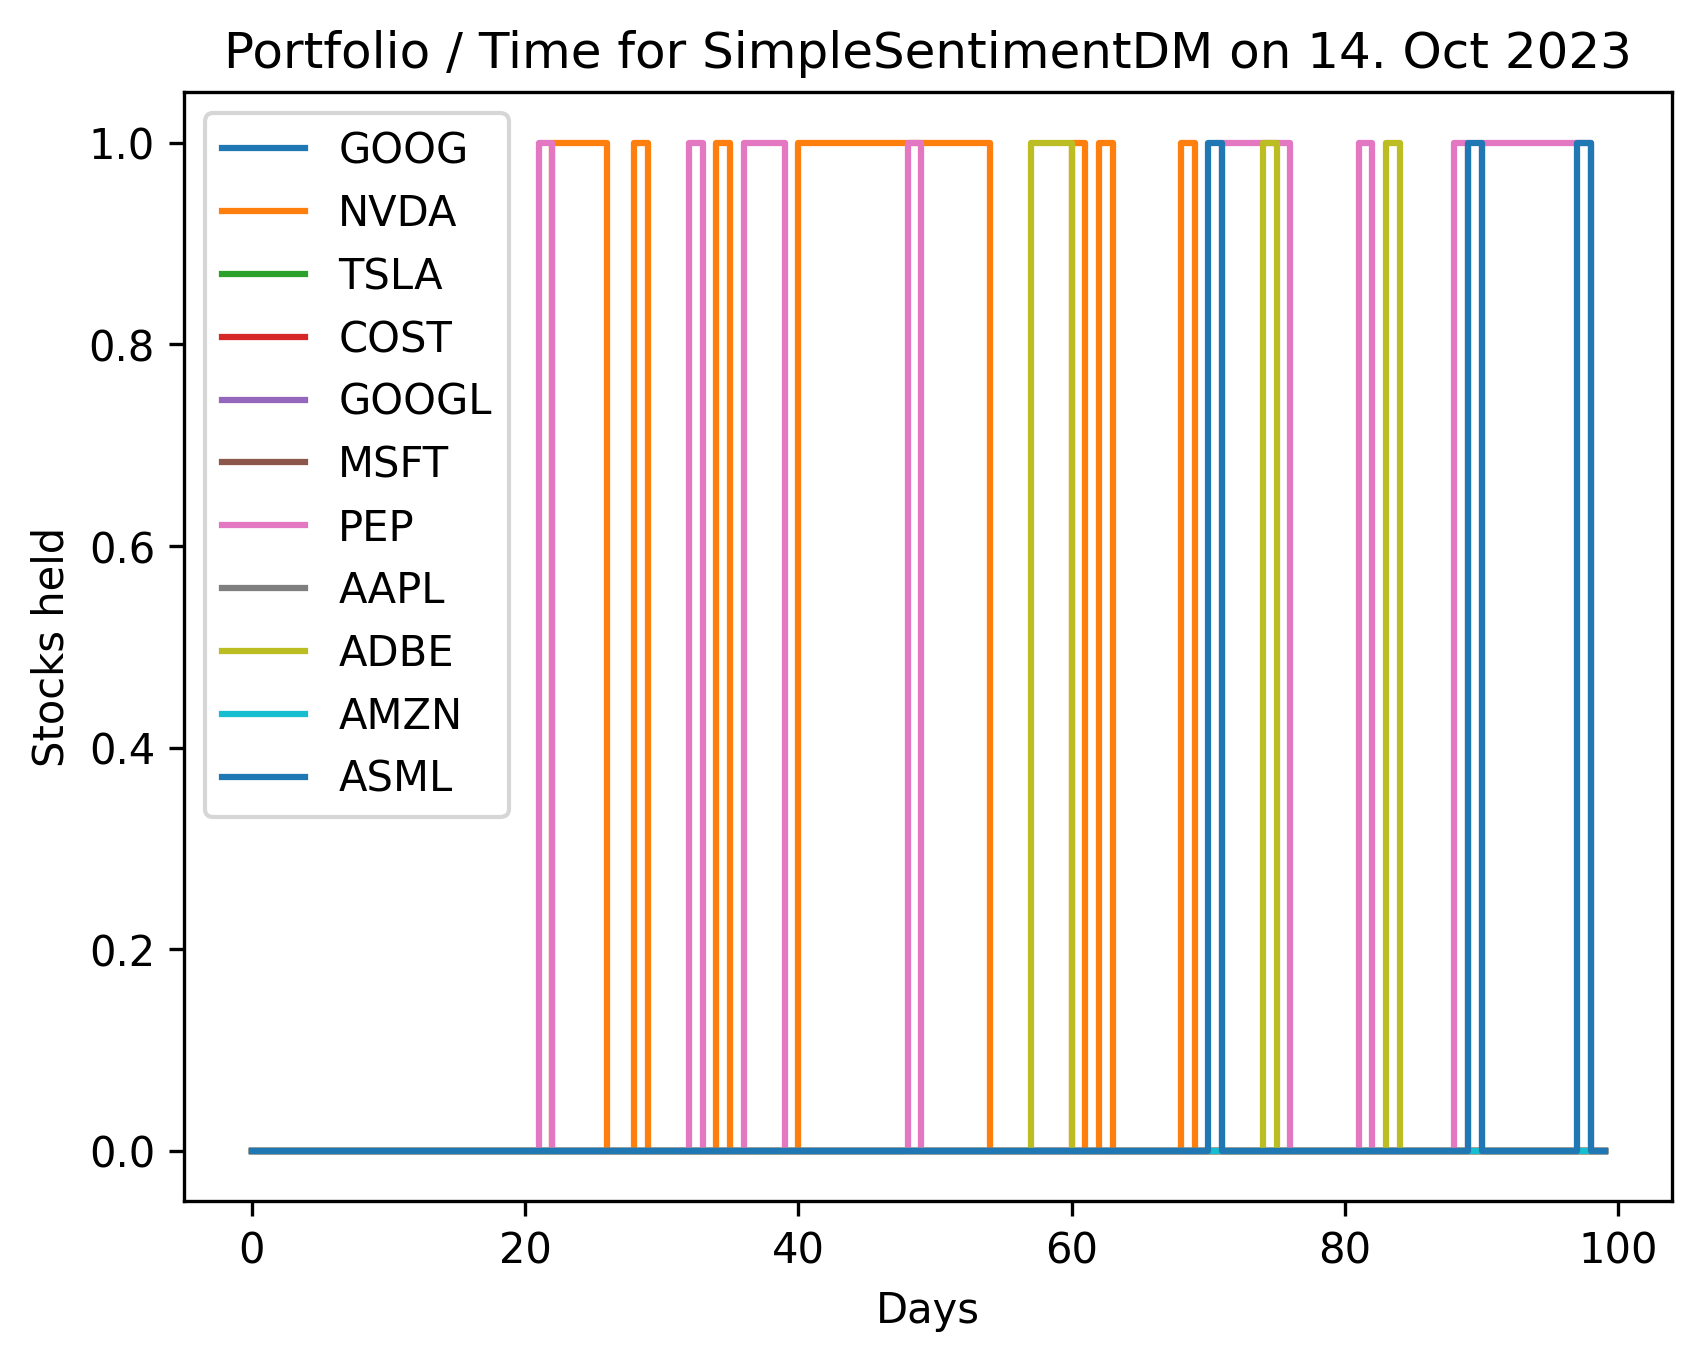 Portfolio / Time for SimpleSentimentDM on 14. Oct 2023
1.0
0.8
0.6
0.4
0.2
0.0
Stocks held
GOOG
NVDA
TSLA
COST
GOOGL
MSFT
PEP
AAPL
ADBE
AMZN
ASML
0 20 40 60 80 100
Days